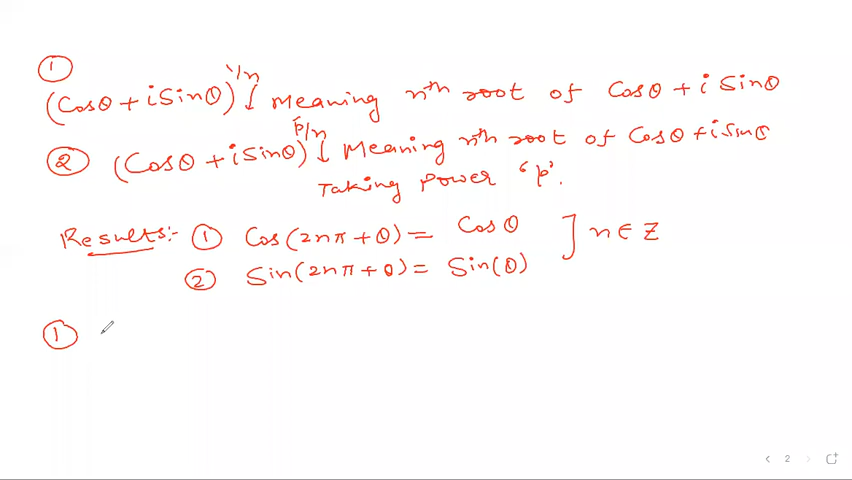 ①
(Cosθ + iSinθ)^1/n ↓ Meaning nth root of Cosθ + i Sinθ
② (Cosθ + iSinθ)^p/n ↓ Meaning nth root of Cosθ + iSinθ
Taking Power 'p'.
Results:- ① Cos(2nπ + θ) = Cosθ ] n ∈ Z
② Sin(2nπ + θ) = Sin(θ)
①
2